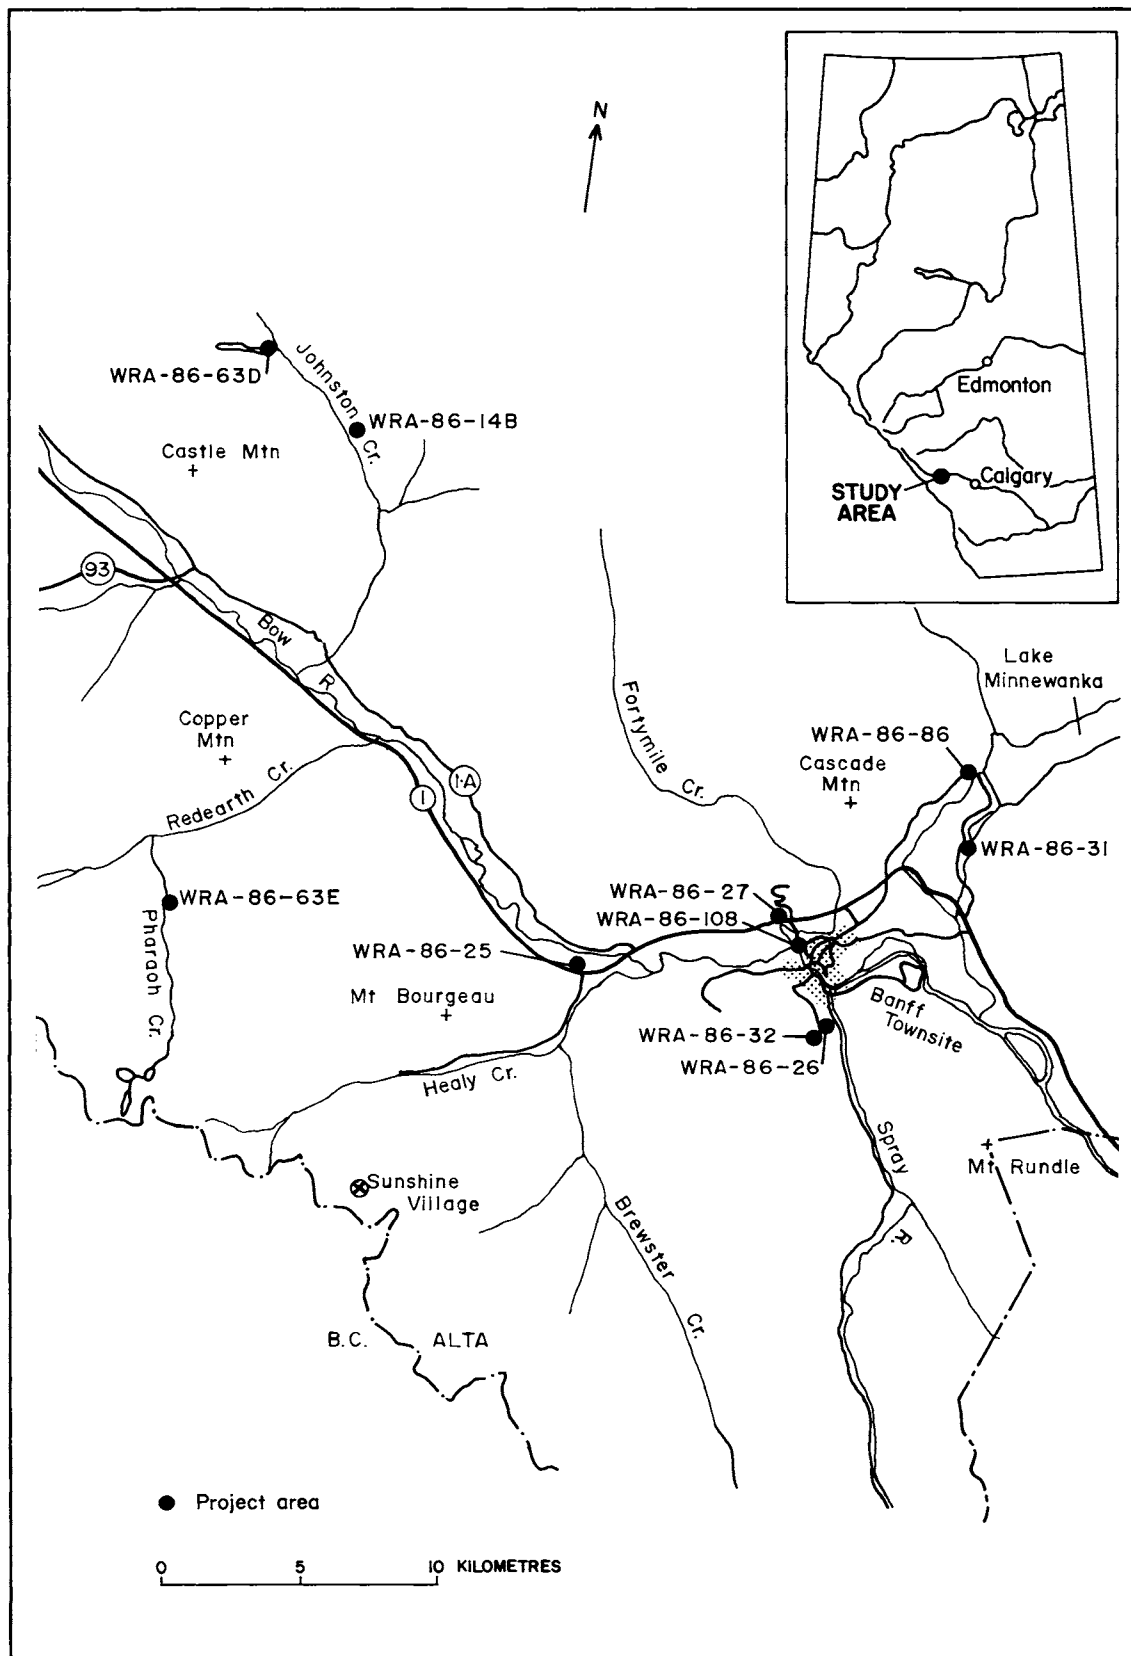 N
Edmonton
Calgary
STUDY
AREA
WRA-86-63D
Johnston
Cr.
WRA-86-14B
Castle Mtn
93
Bow
R
Lake
Minnewanka
Copper
Mtn
Fortymile Cr.
WRA-86-86
Cascade
Mtn
Redearth Cr.
1
1A
WRA-86-31
WRA-86-27
WRA-86-63E
WRA-86-108
Pharaoh Cr.
WRA-86-25
Mt Bourgeau
Banff
Townsite
WRA-86-32
WRA-86-26
Healy Cr.
Spray
R.
Mt Rundle
Sunshine
Village
Brewster
Cr.
B.C. ALTA
Project area
0 5 10 KILOMETRES